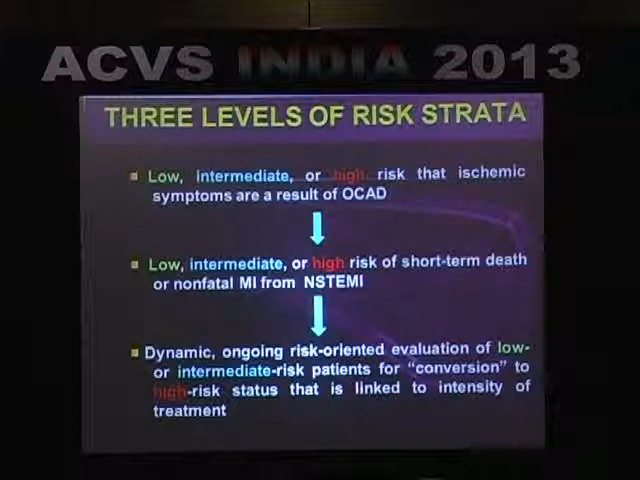 ACVS INDIA 2013
THREE LEVELS OF RISK STRATA
Low, intermediate, or high risk that ischemic
symptoms are a result of OCAD
Low, intermediate, or high risk of short-term death
or nonfatal MI from NSTEMI
Dynamic, ongoing risk-oriented evaluation of low-
or intermediate-risk patients for “conversion” to
high-risk status that is linked to intensity of
treatment